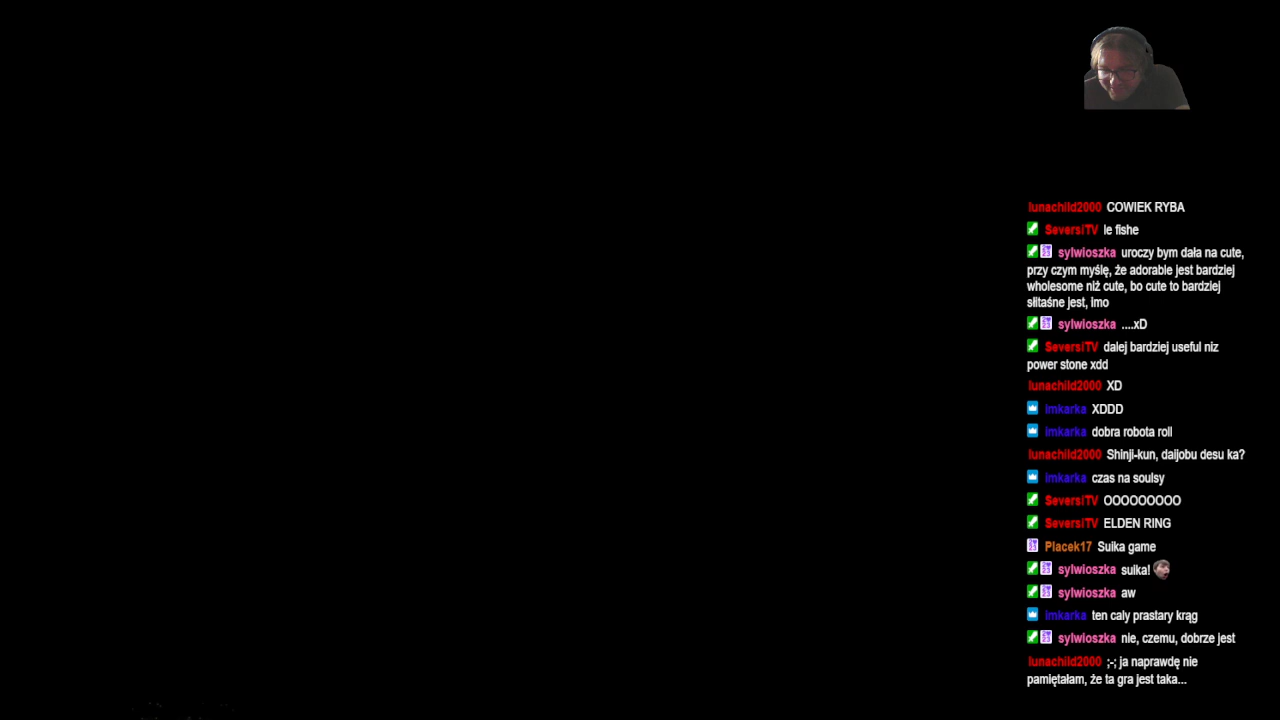 lunachild2000 COWIEK RYBA
SeversiTV le fishe
sylwioszka uroczy bym dała na cute,
przy czym myślę, że adorable jest bardziej
wholesome niż cute, bo cute to bardziej
slitaśne jest, imo
sylwioszka ....xD
SeversiTV dalej bardziej useful niz
power stone xdd
lunachild2000 XD
imkarka XDDD
imkarka dobra robota roll
lunachild2000 Shinji-kun, daijobu desu ka?
imkarka czas na soulsy
SeversiTV OOOOOOOOO
SeversiTV ELDEN RING
Placek17 Suika game
sylwioszka suika!
sylwioszka aw
imkarka ten caly prastary krąg
sylwioszka nie, czemu, dobrze jest
lunachild2000 ;-; ja naprawdę nie
pamiętałam, że ta gra jest taka...